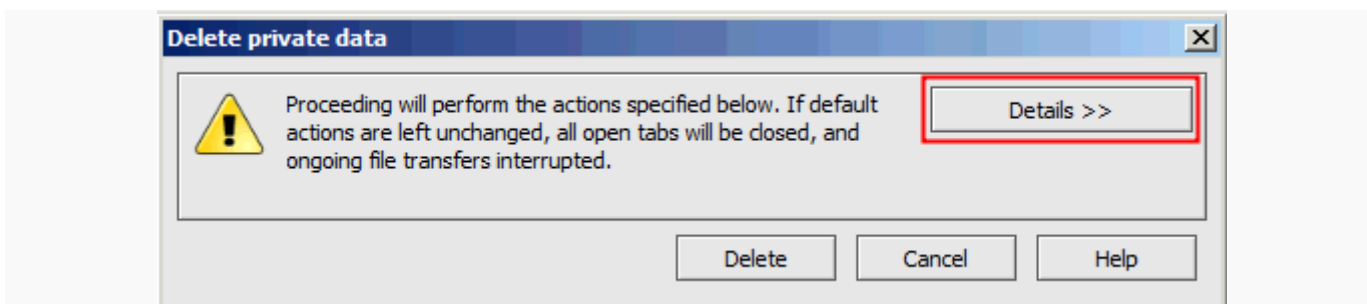 Delete private data
Proceeding will perform the actions specified below. If default
actions are left unchanged, all open tabs will be closed, and
ongoing file transfers interrupted.
Details >>
Delete
Cancel
Help